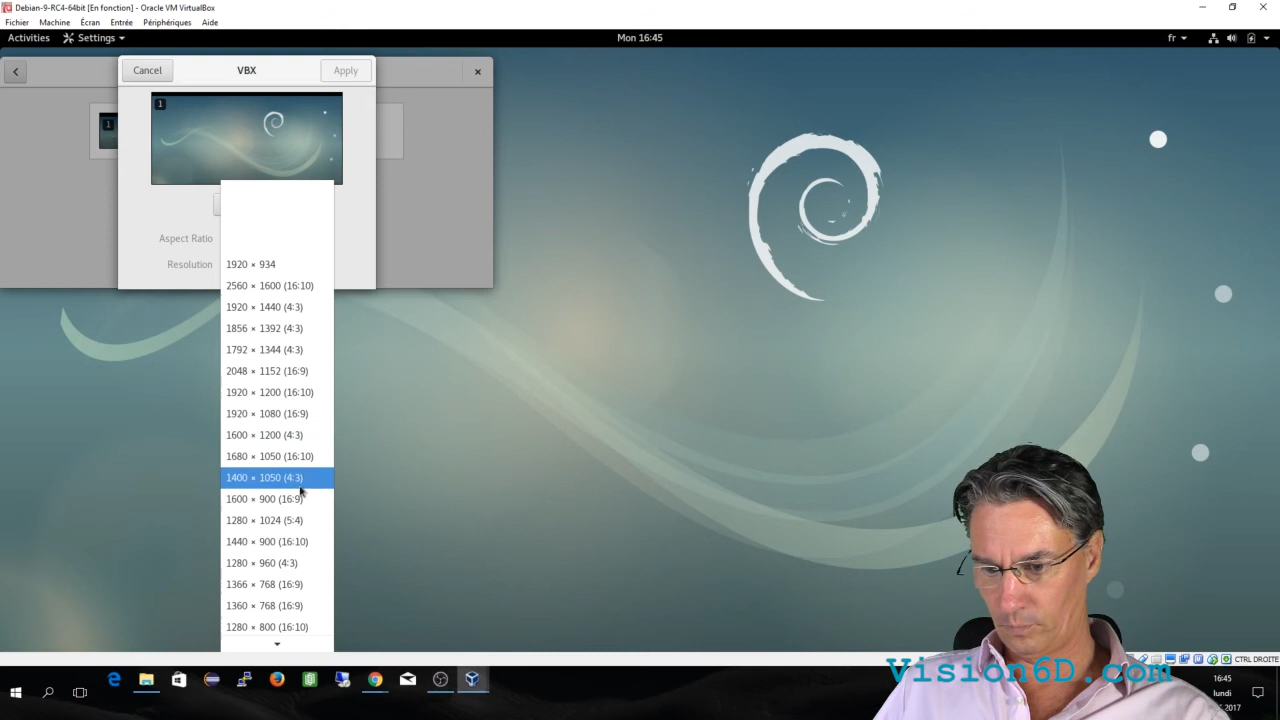 Debian-9-RC4-64bit [En fonction] - Oracle VM VirtualBox
Fichier Machine Écran Entrée Périphériques Aide
Activities Settings Mon 16:45 fr
Cancel VBX Apply
1
1
Aspect Ratio
Resolution
1920 × 934
2560 × 1600 (16:10)
1920 × 1440 (4:3)
1856 × 1392 (4:3)
1792 × 1344 (4:3)
2048 × 1152 (16:9)
1920 × 1200 (16:10)
1920 × 1080 (16:9)
1600 × 1200 (4:3)
1680 × 1050 (16:10)
1400 × 1050 (4:3)
1600 × 900 (16:9)
1280 × 1024 (5:4)
1440 × 900 (16:10)
1280 × 960 (4:3)
1366 × 768 (16:9)
1360 × 768 (16:9)
1280 × 800 (16:10)
CTRL DROITE
Vision6D.com
16:45
lundi
2017